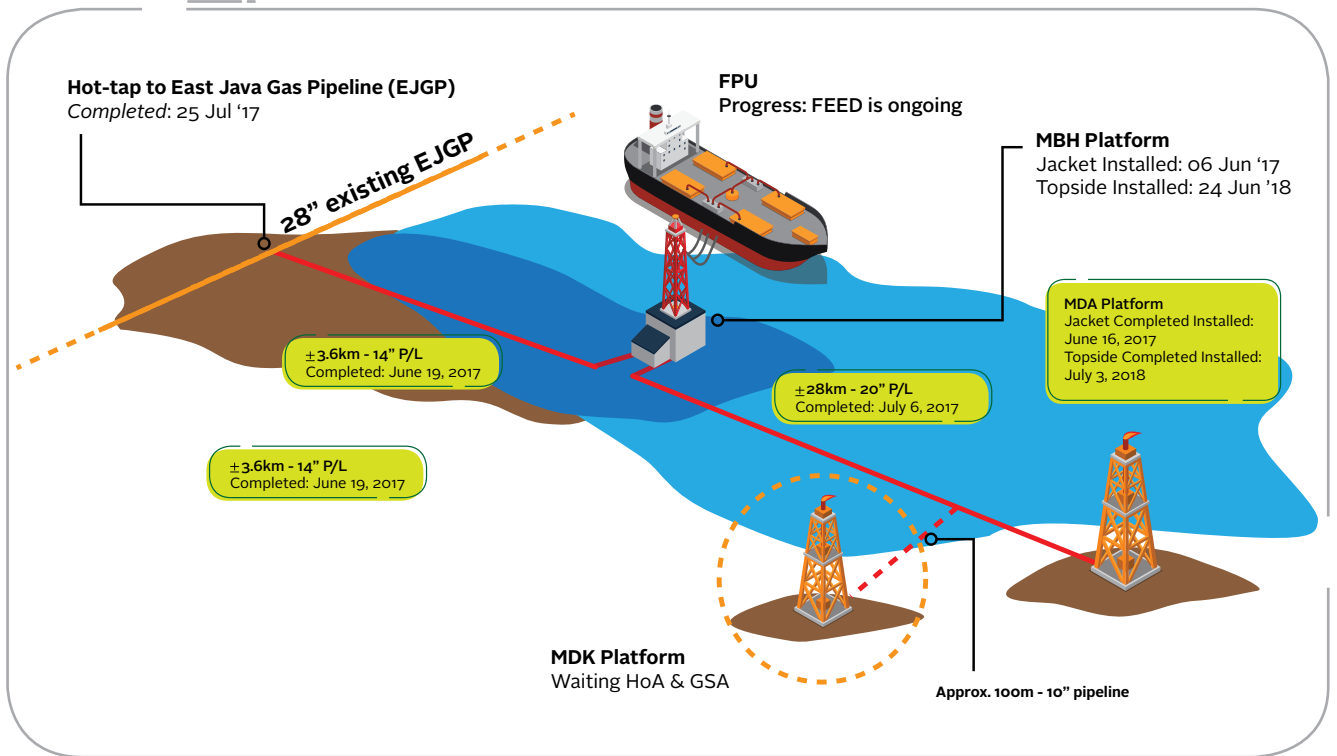 Hot-tap to East Java Gas Pipeline (EJGP)
Completed: 25 Jul ‘17
28” existing EJGP
FPU
Progress: FEED is ongoing
MBH Platform
Jacket Installed: 06 Jun ‘17
Topside Installed: 24 Jun ’18
MDA Platform
Jacket Completed Installed:
June 16, 2017
Topside Completed Installed:
July 3, 2018
±3.6km - 14” P/L
Completed: June 19, 2017
±28km - 20” P/L
Completed: July 6, 2017
±3.6km - 14” P/L
Completed: June 19, 2017
MDK Platform
Waiting HoA & GSA
Approx. 100m - 10” pipeline